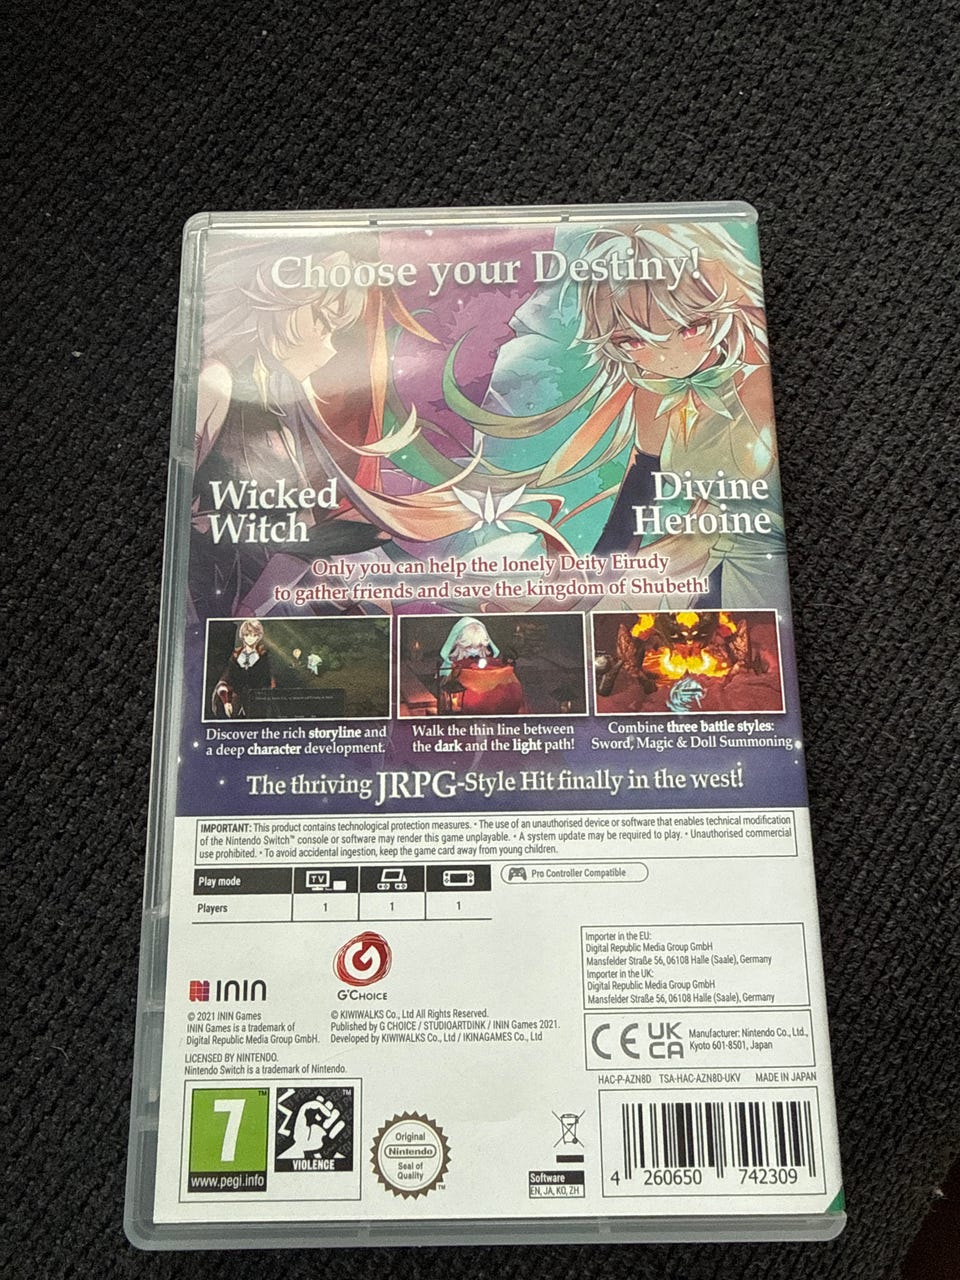 Choose your Destiny!
Wicked
Witch
Divine
Heroine
Only you can help the lonely Deity Eirudy
to gather friends and save the kingdom of Shubeth!
Discover the rich storyline and
a deep character development.
Walk the thin line between
the dark and the light path!
Combine three battle styles:
Sword, Magic & Doll Summoning
The thriving JRPG-Style Hit finally in the west!
IMPORTANT: This product contains technological protection measures. • The use of an unauthorised device or software that enables technical modification
of the Nintendo Switch™ console or software may render this game unplayable. • A system update may be required to play. • Unauthorised commercial
use prohibited. • To avoid accidental ingestion, keep the game card away from young children.
Play mode TV
Players 1 1 1
Pro Controller Compatible
ININ
G
G'CHOICE
© 2021 ININ Games
ININ Games is a trademark of
Digital Republic Media Group GmbH.
LICENSED BY NINTENDO.
Nintendo Switch is a trademark of Nintendo.
© KIWIWALKS Co., Ltd All Rights Reserved.
Published by G CHOICE / STUDIOARTDINK / ININ Games 2021.
Developed by KIWIWALKS Co., Ltd / IKINAGAMES Co., Ltd
Importer in the EU:
Digital Republic Media Group GmbH
Mansfelder Straße 56, 06108 Halle (Saale), Germany
Importer in the UK:
Digital Republic Media Group GmbH
Mansfelder Straße 56, 06108 Halle (Saale), Germany
CE UK
CA
Manufacturer: Nintendo Co., Ltd.,
Kyoto 601-8501, Japan
HAC-P-AZN8D TSA-HAC-AZN8D-UKV MADE IN JAPAN
7 ™
www.pegi.info
VIOLENCE ™
Original
Nintendo
Seal of
Quality ™
Software
EN, JA, KO, ZH
4 260650 742309